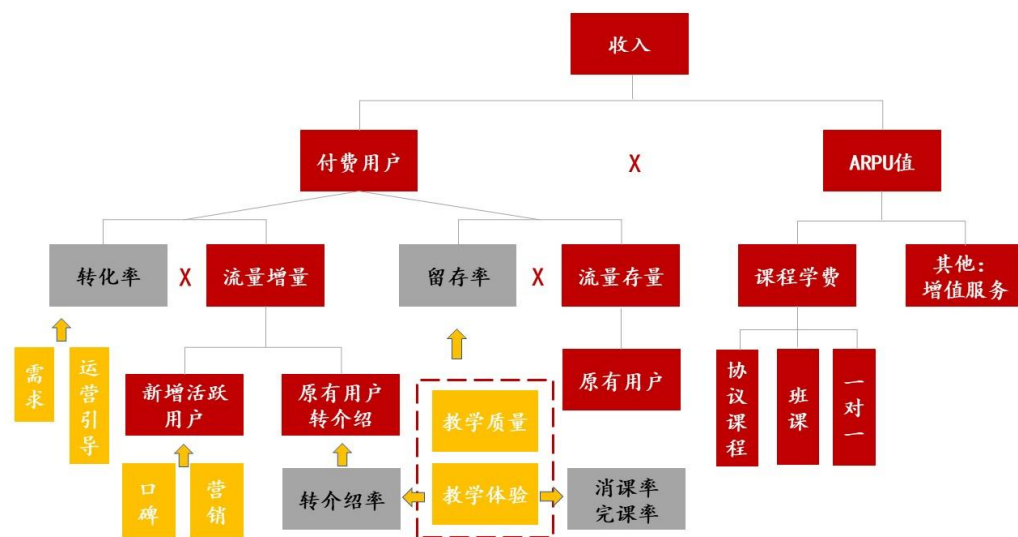 收入
付费用户
X
ARPU值
转化率
X
流量增量
留存率
X
流量存量
课程学费
其他：
增值服务
需求
运营引导
新增活跃
用户
原有用户
转介绍
教学质量
原有用户
协议课程
班课
一对一
口碑
营销
转介绍率
教学体验
消课率
完课率